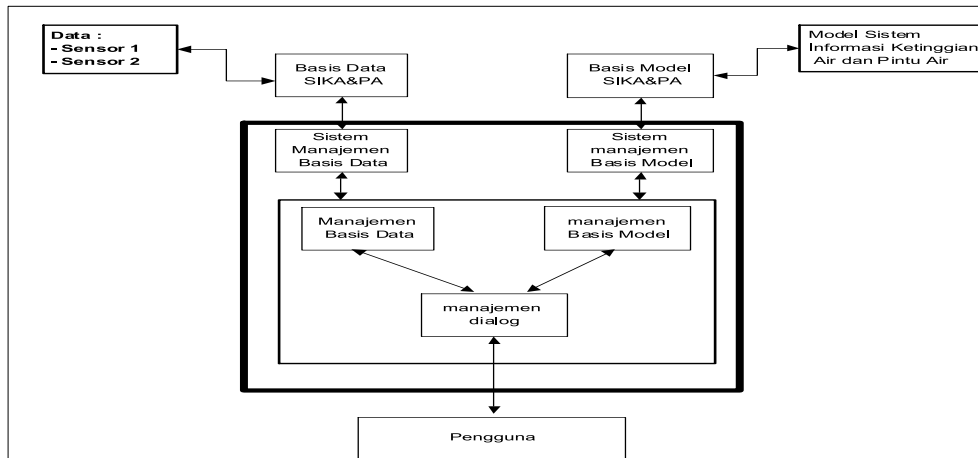 Data :
- Sensor 1
- Sensor 2
Basis Data
SIKA&PA
Basis Model
SIKA&PA
Model Sistem
Informasi Ketinggian
Air dan Pintu Air
Sistem
Manajemen
Basis Data
Sistem
manajemen
Basis Model
Manajemen
Basis Data
manajemen
Basis Model
manajemen
dialog
Pengguna